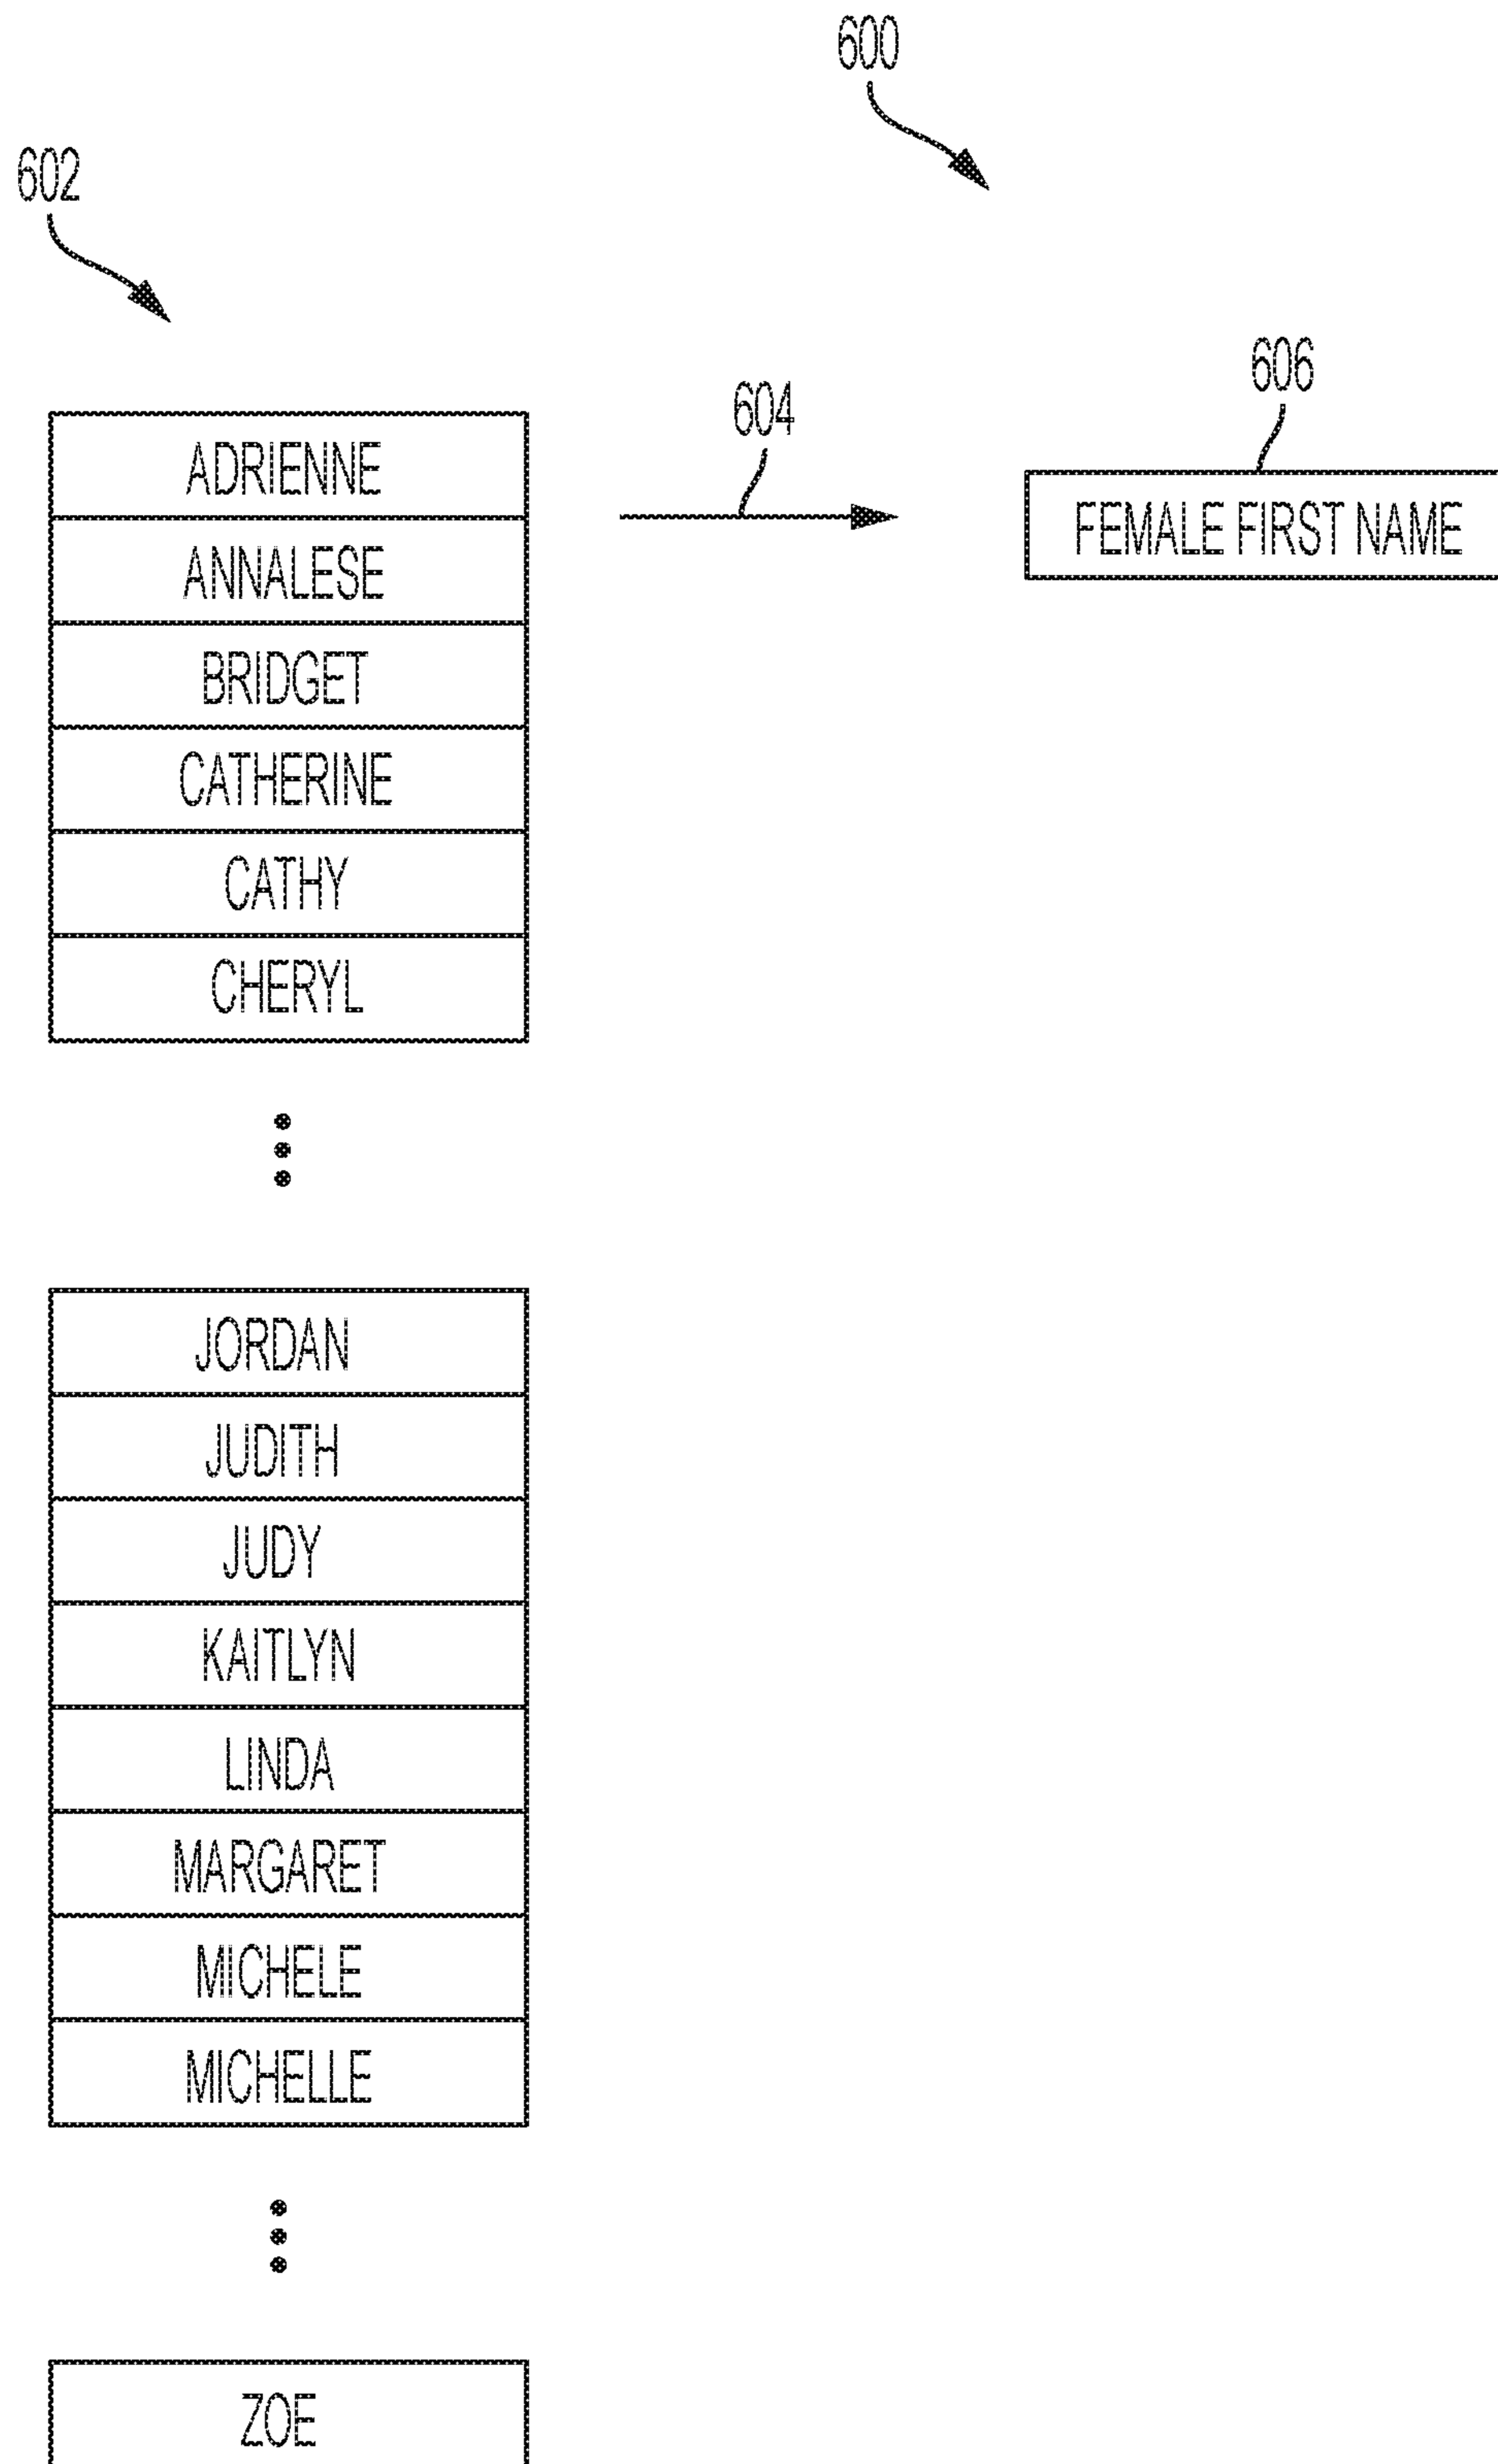 600
602
606
604
ADRIENNE
FEMALE FIRST NAME
ANNALESE
BRIDGET
CATHERINE
CATHY
CHERYL
JORDAN
JUDITH
JUDY
KAITLYN
LINDA
MARGARET
MICHELE
MICHELLE
ZOE